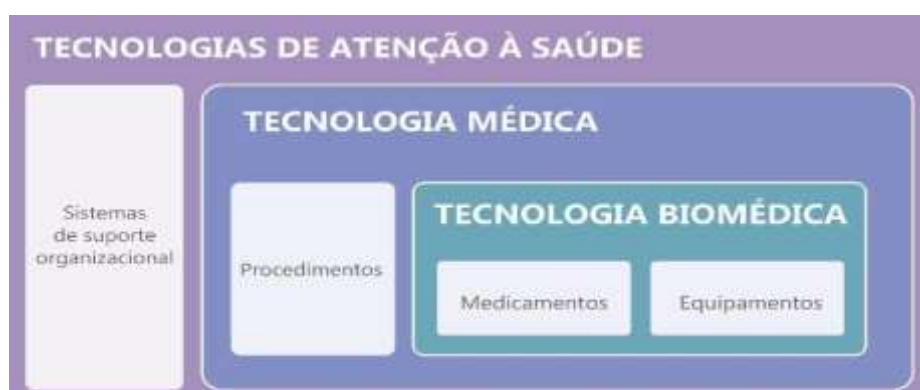 TECNOLOGIAS DE ATENÇÃO À SAÚDE
TECNOLOGIA MÉDICA
Sistemas
de suporte
organizacional
Procedimentos
TECNOLOGIA BIOMÉDICA
Medicamentos
Equipamentos